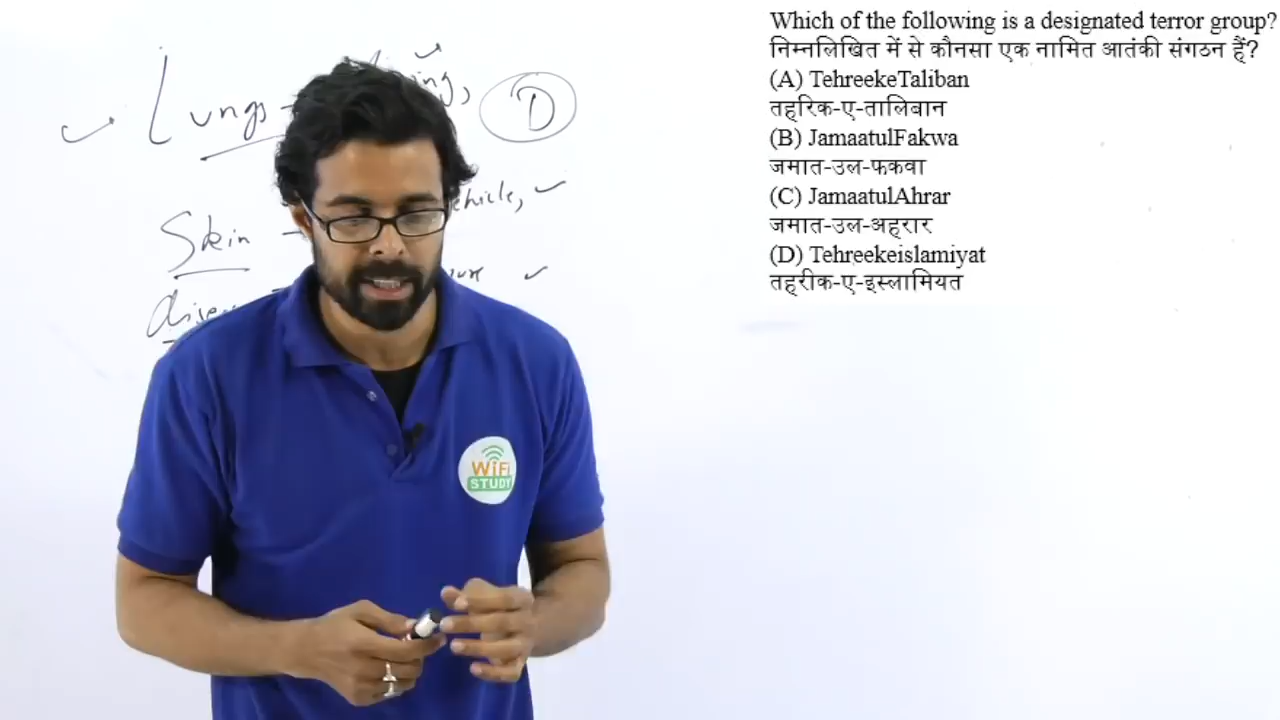 Which of the following is a designated terror group?
निम्नलिखित में से कौनसा एक नामित आतंकी संगठन हैं?
(A) TehreekeTaliban
तहरिक-ए-तालिबान
(B) JamaatulFakwa
जमात-उल-फकवा
(C) JamaatulAhrar
जमात-उल-अहरार
(D) Tehreekeislamiyat
तहरीक-ए-इस्लामियत
Lungs -
D
Skin -
WiFi
STUDY